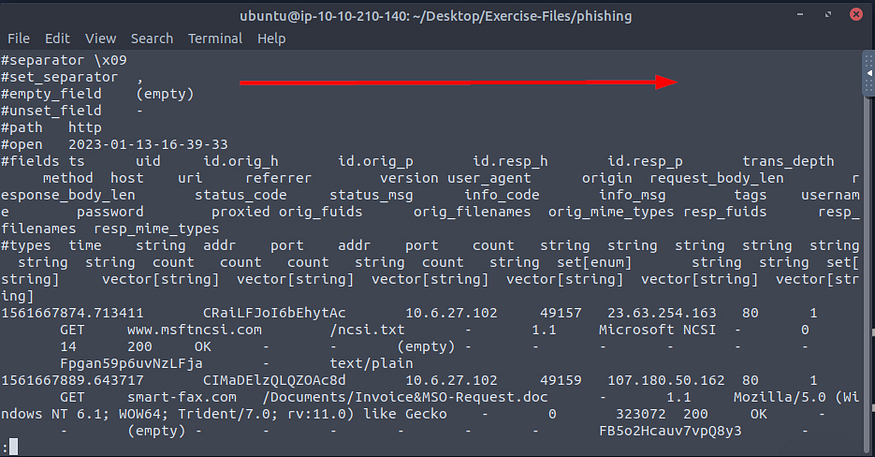 ubuntu@ip-10-10-210-140: ~/Desktop/Exercise-Files/phishing
File Edit View Search Terminal Help
#separator \x09
#set_separator ,
#empty_field (empty)
#unset_field -
#path http
#open 2023-01-13-16-39-33
#fields ts uid id.orig_h id.orig_p id.resp_h id.resp_p trans_depth
method host uri referrer version user_agent origin request_body_len r
esponse_body_len status_code status_msg info_code info_msg tags usernam
e password proxied orig_fuids orig_filenames orig_mime_types resp_fuids resp_
filenames resp_mime_types
#types time string addr port addr port count string string string string string
string string count count count string count string set[enum] string string set[
string] vector[string] vector[string] vector[string] vector[string] vector[string] vector[str
ing]
1561667874.713411 CRaiLFJoI6bEhytAc 10.6.27.102 49157 23.63.254.163 80 1
GET www.msftncsi.com /ncsi.txt - 1.1 Microsoft NCSI - 0
14 200 OK - - (empty) - - - - - -
Fpgan59p6uvNzLFja - text/plain
1561667889.643717 CIMaDElzQLQZOAc8d 10.6.27.102 49159 107.180.50.162 80 1
GET smart-fax.com /Documents/Invoice&MSO-Request.doc - 1.1 Mozilla/5.0 (Wi
ndows NT 6.1; WOW64; Trident/7.0; rv:11.0) like Gecko - 0 323072 200 OK -
- (empty) - - - - - - FB5o2Hcauv7vpQ8y3 -
: